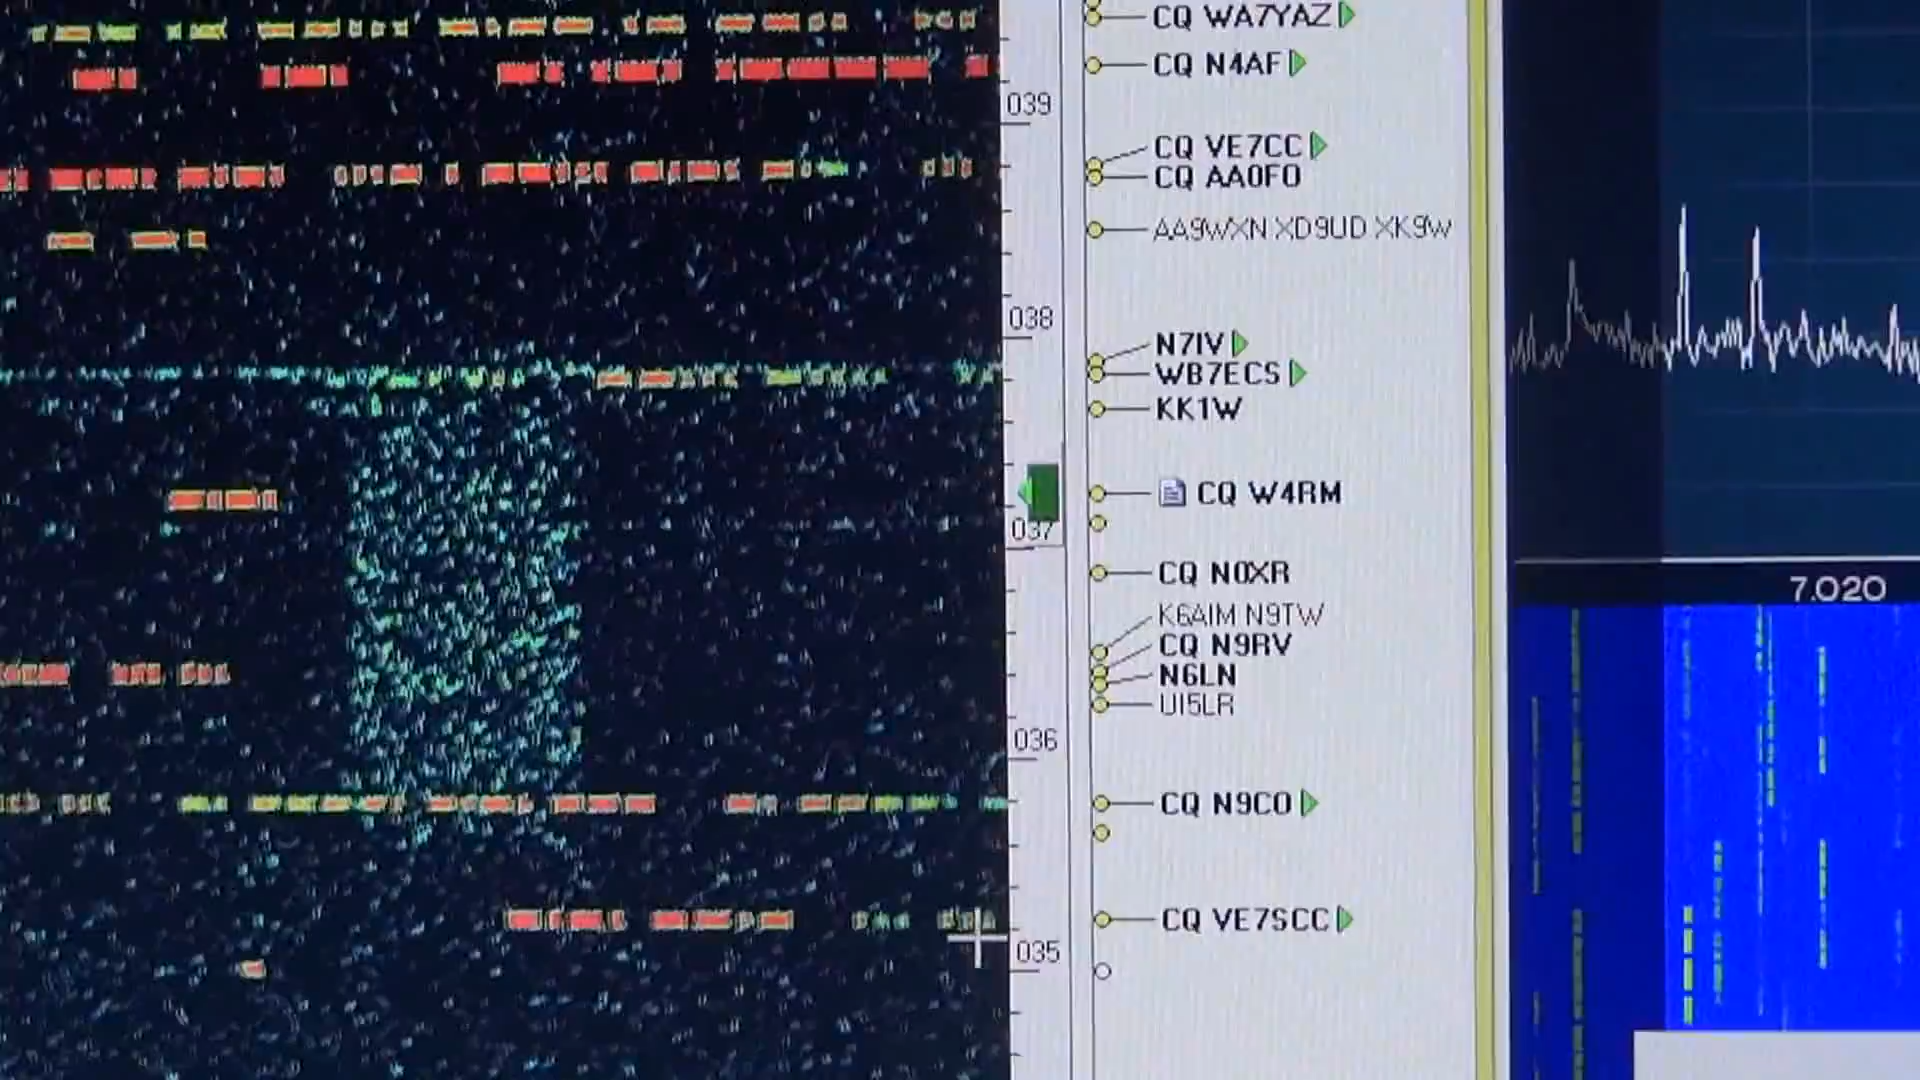 CQ WA7YAZ
CQ N4AF
039
CQ VE7CC
CQ AA0FO
AA9WXN XD9UD XK9W
038
N7IV
WB7ECS
KK1W
CQ W4RM
037
CQ N0XR
7.020
K6AIM N9TW
CQ N9RV
N6LN
UI5LR
036
CQ N9CO
CQ VE7SCC
035